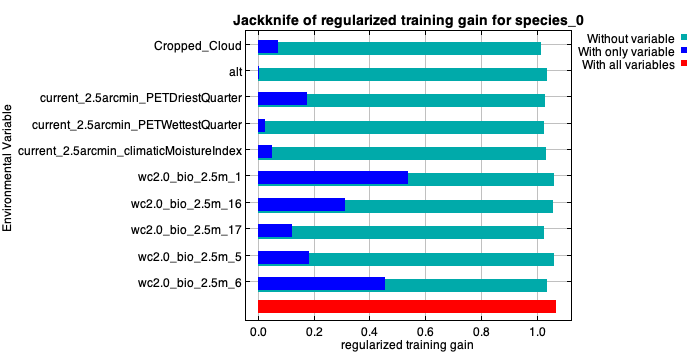 Jackknife of regularized training gain for species_0
Without variable
With only variable
With all variables
Environmental Variable
Cropped_Cloud
alt
current_2.5arcmin_PETDriestQuarter
current_2.5arcmin_PETWettestQuarter
current_2.5arcmin_climaticMoistureIndex
wc2.0_bio_2.5m_1
wc2.0_bio_2.5m_16
wc2.0_bio_2.5m_17
wc2.0_bio_2.5m_5
wc2.0_bio_2.5m_6
0.0 0.2 0.4 0.6 0.8 1.0
regularized training gain